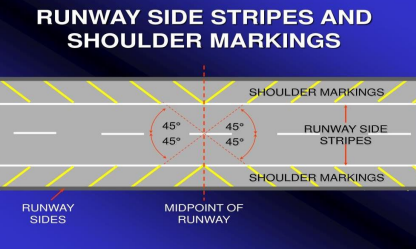 RUNWAY SIDE STRIPES AND
SHOULDER MARKINGS
SHOULDER MARKINGS
45° 45°
RUNWAY SIDE
STRIPES
45° 45°
SHOULDER MARKINGS
RUNWAY
SIDES
MIDPOINT OF
RUNWAY